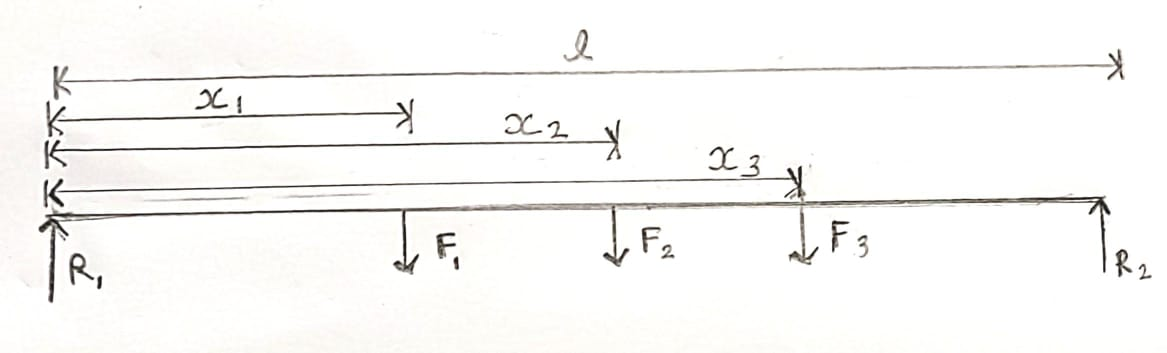 l
x₁
x₂
x₃
R₁
F₁
F₂
F₃
R₂